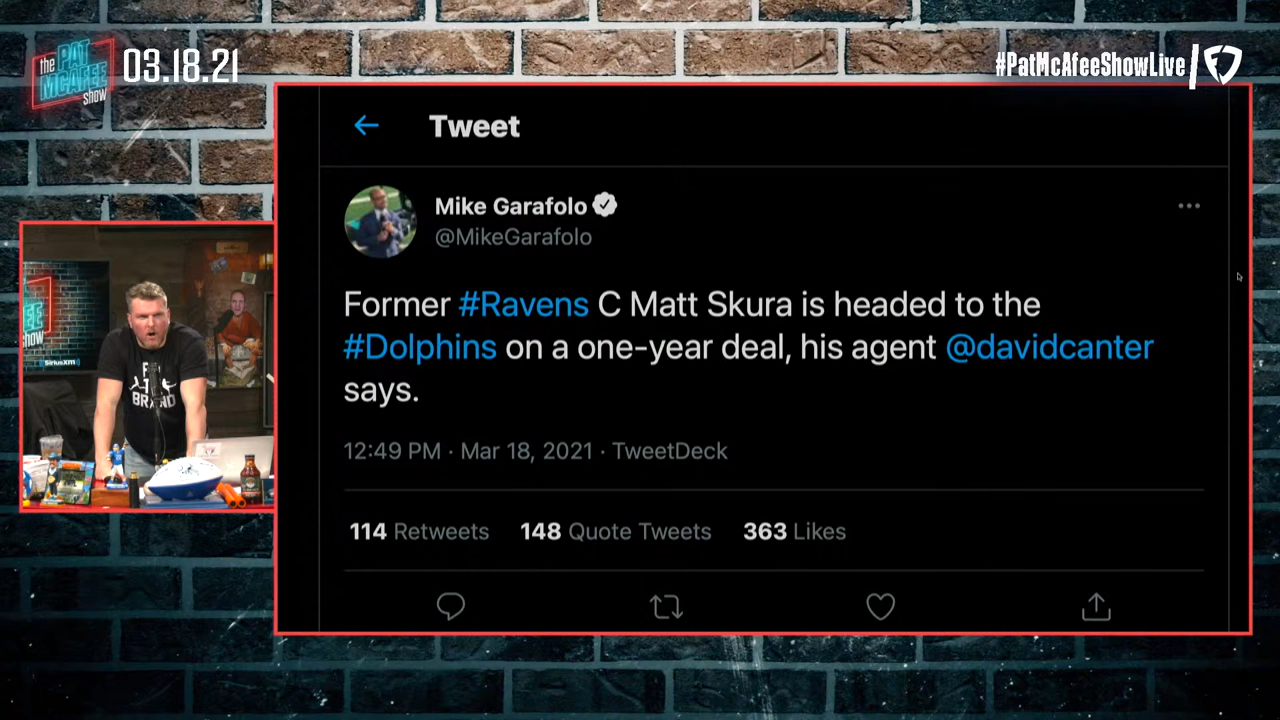 the PAT
MCAFEE
show
03.18.21
#PatMcAfeeShowLive
Tweet
Mike Garafolo
@MikeGarafolo
Former #Ravens C Matt Skura is headed to the
#Dolphins on a one-year deal, his agent @davidcanter
says.
12:49 PM · Mar 18, 2021 · TweetDeck
114 Retweets 148 Quote Tweets 363 Likes
SiriusXM
BRAND